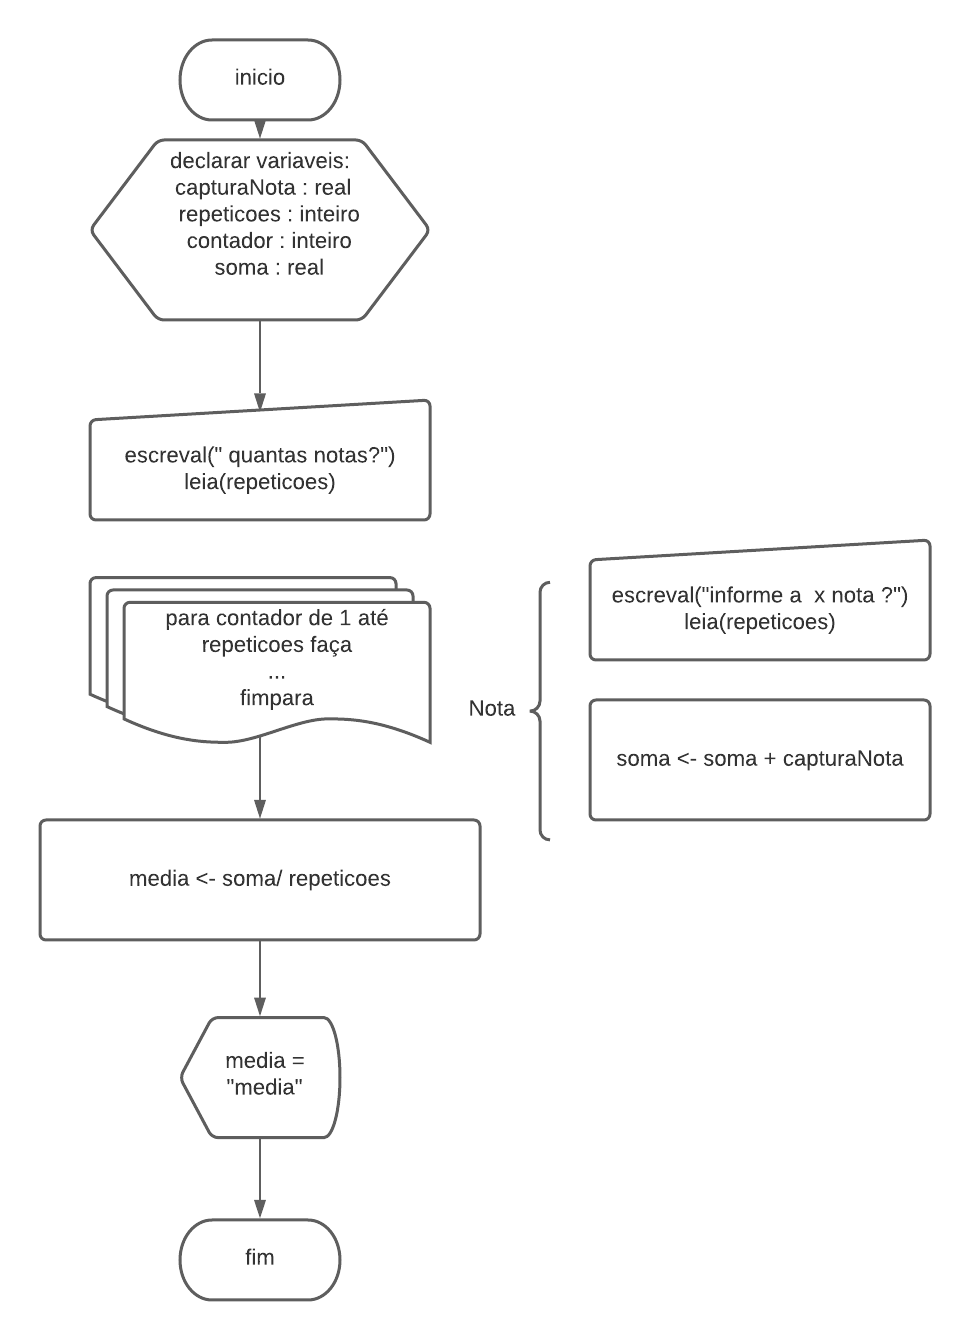 inicio
declarar variaveis:
capturaNota : real
repeticoes : inteiro
contador : inteiro
soma : real
escreval(" quantas notas?")
leia(repeticoes)
para contador de 1 até
repeticoes faça
...
fimpara
Nota
escreval("informe a  x nota ?")
leia(repeticoes)
soma <- soma + capturaNota
media <- soma/ repeticoes
media =
"media"
fim